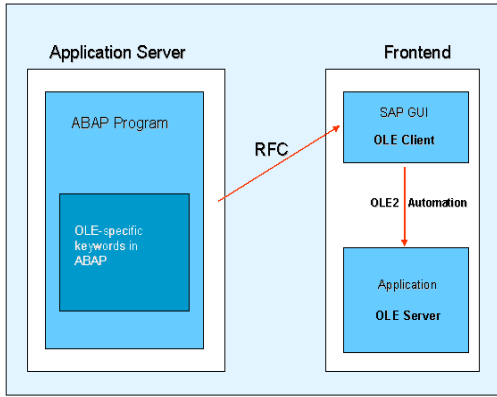 Application Server
ABAP Program
OLE-specific
keywords in
ABAP
RFC
Frontend
SAP GUI
OLE Client
OLE2 Automation
Application
OLE Server